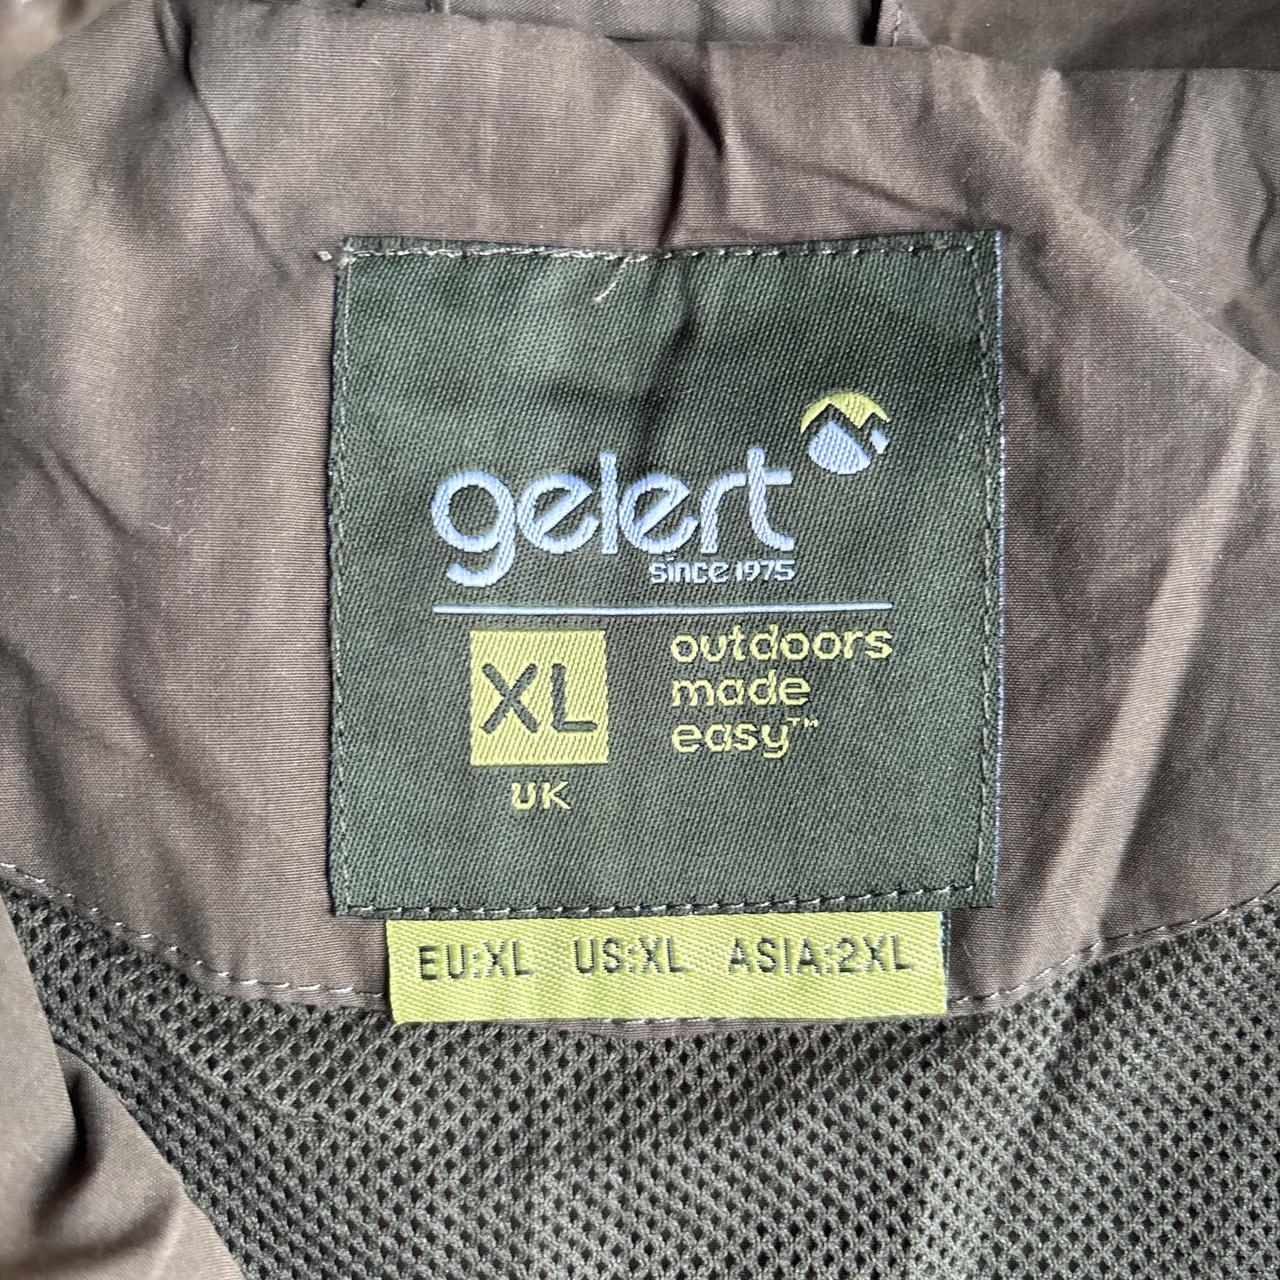 gelert
since 1975
XL
UK
outdoors
made
easy™
EU:XL US:XL ASIA:2XL